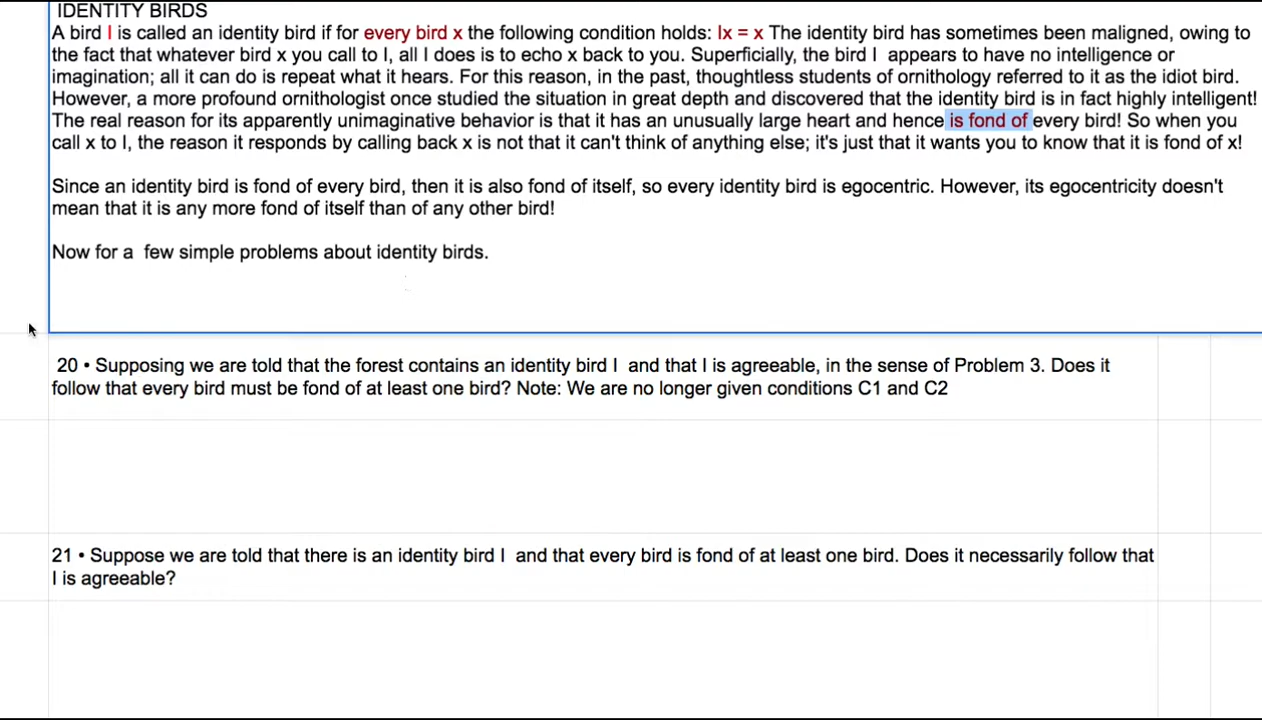 IDENTITY BIRDS
A bird I is called an identity bird if for every bird x the following condition holds: Ix = x The identity bird has sometimes been maligned, owing to
the fact that whatever bird x you call to I, all I does is to echo x back to you. Superficially, the bird I  appears to have no intelligence or
imagination; all it can do is repeat what it hears. For this reason, in the past, thoughtless students of ornithology referred to it as the idiot bird.
However, a more profound ornithologist once studied the situation in great depth and discovered that the identity bird is in fact highly intelligent!
The real reason for its apparently unimaginative behavior is that it has an unusually large heart and hence is fond of every bird! So when you
call x to I, the reason it responds by calling back x is not that it can't think of anything else; it's just that it wants you to know that it is fond of x!
Since an identity bird is fond of every bird, then it is also fond of itself, so every identity bird is egocentric. However, its egocentricity doesn't
mean that it is any more fond of itself than of any other bird!
Now for a  few simple problems about identity birds.
20 • Supposing we are told that the forest contains an identity bird I  and that I is agreeable, in the sense of Problem 3. Does it
follow that every bird must be fond of at least one bird? Note: We are no longer given conditions C1 and C2
21 • Suppose we are told that there is an identity bird I  and that every bird is fond of at least one bird. Does it necessarily follow that
I is agreeable?